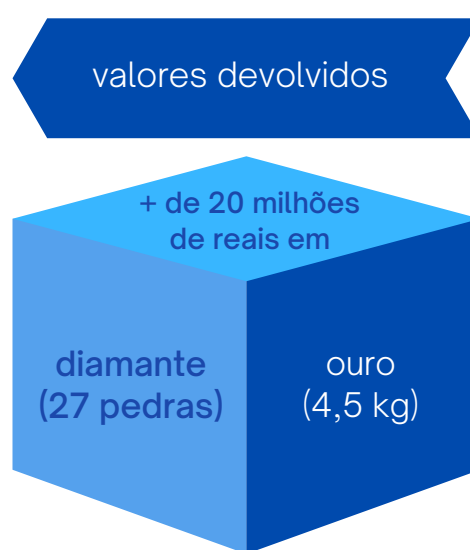 valores devolvidos
+ de 20 milhões
de reais em
diamante
(27 pedras)
ouro
(4,5 kg)